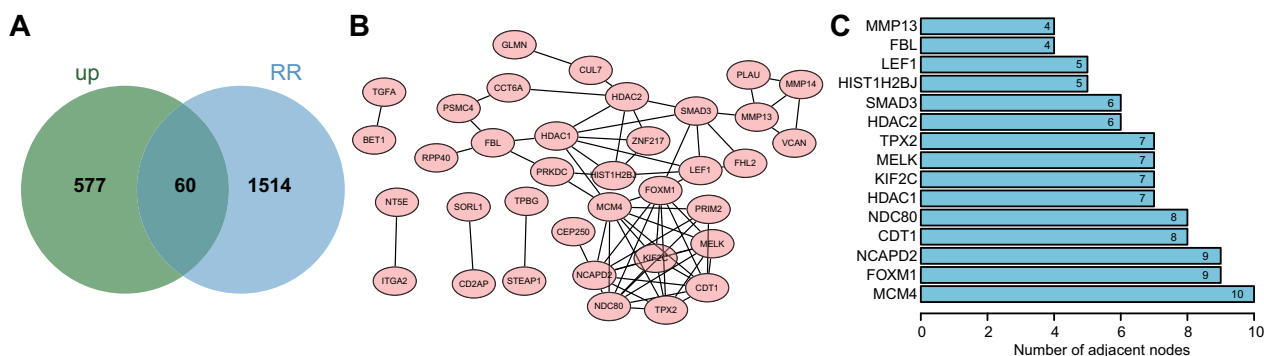 A
up
RR
577
60
1514
B
GLMN
CUL7
TGFA
BET1
CCT6A
PSMC4
HDAC2
SMAD3
PLAU
MMP14
MMP13
VCAN
RPP40
FBL
HDAC1
ZNF217
PRKDC
HIST1H2BJ
LEF1
FHL2
FOXM1
NT5E
SORL1
TPBG
MCM4
PRIM2
CEP250
MELK
KIF2C
ITGA2
CD2AP
STEAP1
NCAPD2
CDT1
NDC80
TPX2
C
MMP13 4
FBL 4
LEF1 5
HIST1H2BJ 5
SMAD3 6
HDAC2 6
TPX2 7
MELK 7
KIF2C 7
HDAC1 7
NDC80 8
CDT1 8
NCAPD2 9
FOXM1 9
MCM4 10
0 2 4 6 8 10
Number of adjacent nodes